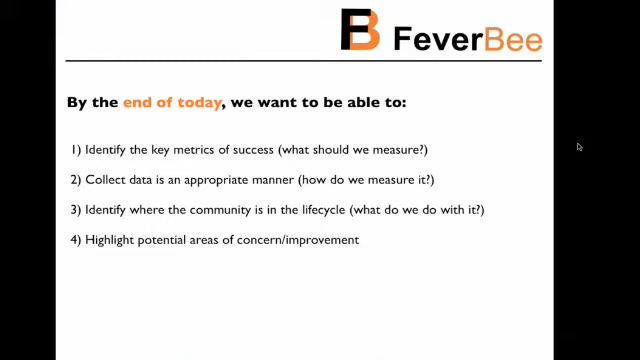 FB FeverBee
By the end of today, we want to be able to:
1) Identify the key metrics of success (what should we measure?)
2) Collect data is an appropriate manner (how do we measure it?)
3) Identify where the community is in the lifecycle (what do we do with it?)
4) Highlight potential areas of concern/improvement